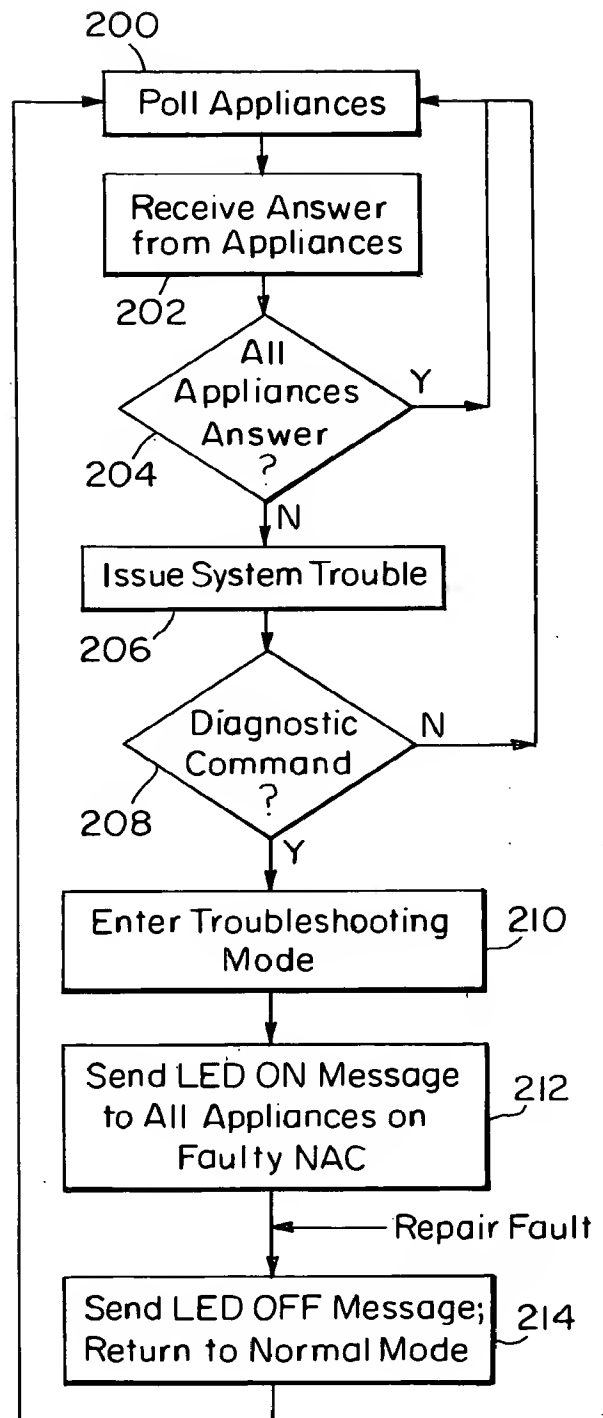 200
Poll Appliances
Receive Answer
from Appliances
202
All
Appliances
Answer
?
Y
204
N
Issue System Trouble
206
Diagnostic
Command
?
N
208
Y
Enter Troubleshooting
Mode
210
Send LED ON Message
to All Appliances on
Faulty NAC
212
Repair Fault
Send LED OFF Message;
Return to Normal Mode
214